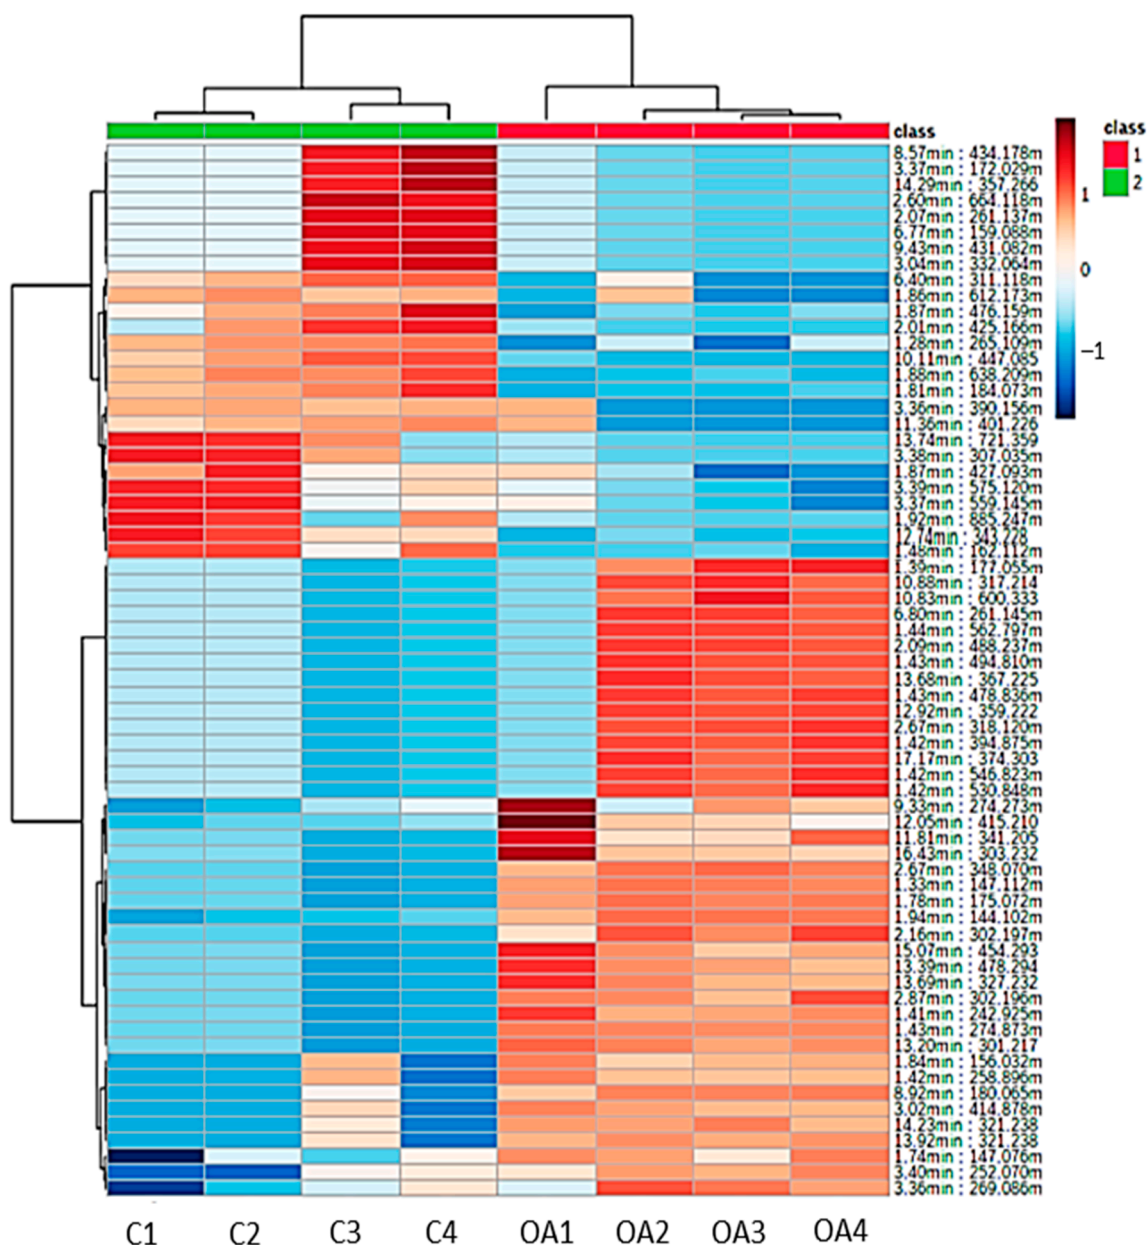 class
8.57min : 434.178m
3.37min : 172.029m
14.29min : 357.266
2.60min : 664.118m
2.07min : 261.137m
6.77min : 159.088m
9.43min : 431.082m
3.04min : 332.064m
6.40min : 311.118m
1.86min : 612.173m
1.87min : 476.159m
2.01min : 425.166m
1.28min : 265.109m
10.11min : 447.085
1.88min : 638.209m
1.81min : 184.073m
3.36min : 390.156m
11.36min : 401.226
13.74min : 721.359
3.38min : 307.035m
1.87min : 427.093m
3.39min : 575.120m
3.37min : 559.145m
1.92min : 885.247m
12.74min : 343.228
1.48min : 162.112m
1.39min : 177.055m
10.88min : 317.214
10.83min : 600.333
6.80min : 261.145m
1.44min : 562.797m
2.09min : 488.237m
1.43min : 494.810m
13.68min : 367.225
1.43min : 478.836m
12.92min : 359.222
2.67min : 318.120m
1.42min : 394.875m
17.17min : 374.303
1.42min : 546.823m
1.42min : 530.848m
9.33min : 274.273m
12.05min : 415.210
11.81min : 341.205
16.43min : 303.232
2.67min : 348.070m
1.33min : 147.112m
1.78min : 175.072m
1.94min : 144.102m
2.16min : 302.197m
15.07min : 454.293
13.39min : 478.294
13.69min : 327.232
2.87min : 302.196m
1.41min : 242.925m
1.43min : 274.873m
13.20min : 301.217
1.84min : 156.032m
1.42min : 258.896m
8.92min : 180.065m
3.02min : 414.878m
14.23min : 321.238
13.92min : 321.238
1.74min : 147.076m
3.40min : 252.070m
3.36min : 269.086m
1
0
−1
class
1
2
C1 C2 C3 C4 OA1 OA2 OA3 OA4